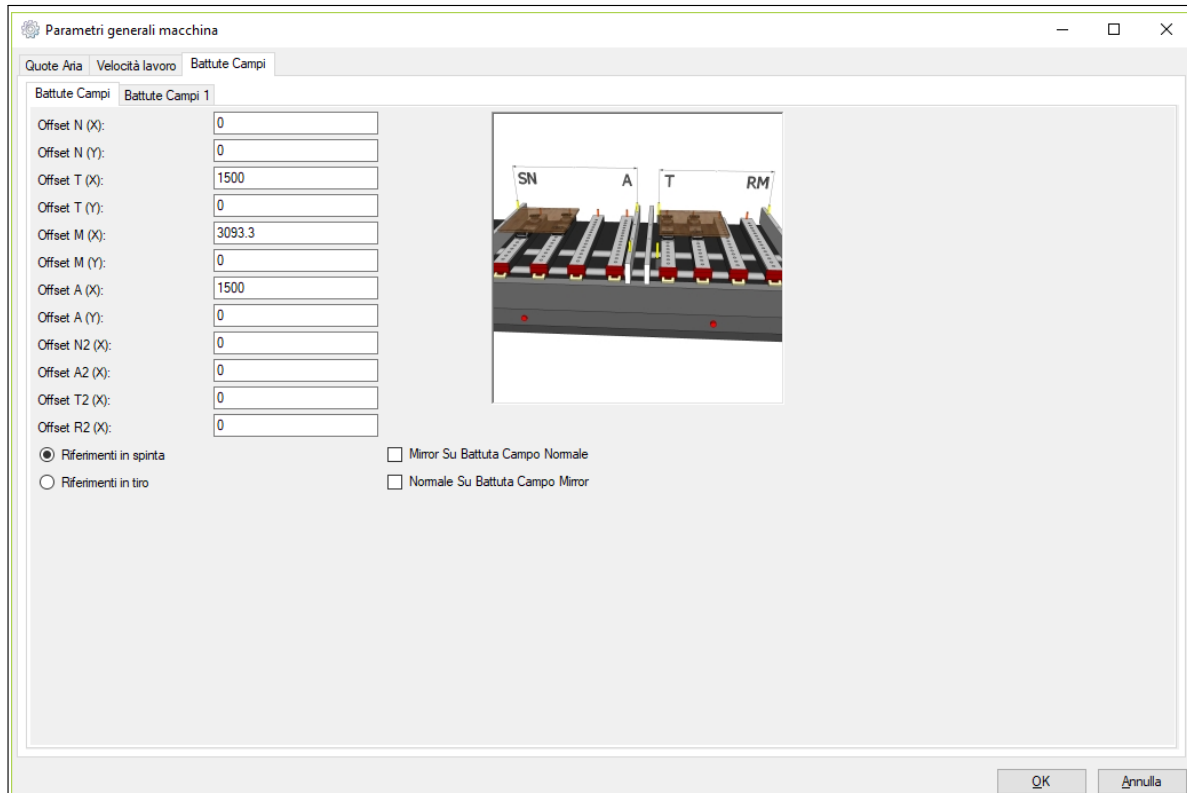 Parametri generali macchina
Quote Aria Velocità lavoro Battute Campi
Battute Campi Battute Campi 1
Offset N (X): 0
Offset N (Y): 0
Offset T (X): 1500
Offset T (Y): 0
Offset M (X): 3093.3
Offset M (Y): 0
Offset A (X): 1500
Offset A (Y): 0
Offset N2 (X): 0
Offset A2 (X): 0
Offset T2 (X): 0
Offset R2 (X): 0
SN A T RM
Riferimenti in spinta Mirror Su Battuta Campo Normale
Riferimenti in tiro Normale Su Battuta Campo Mirror
OK Annulla